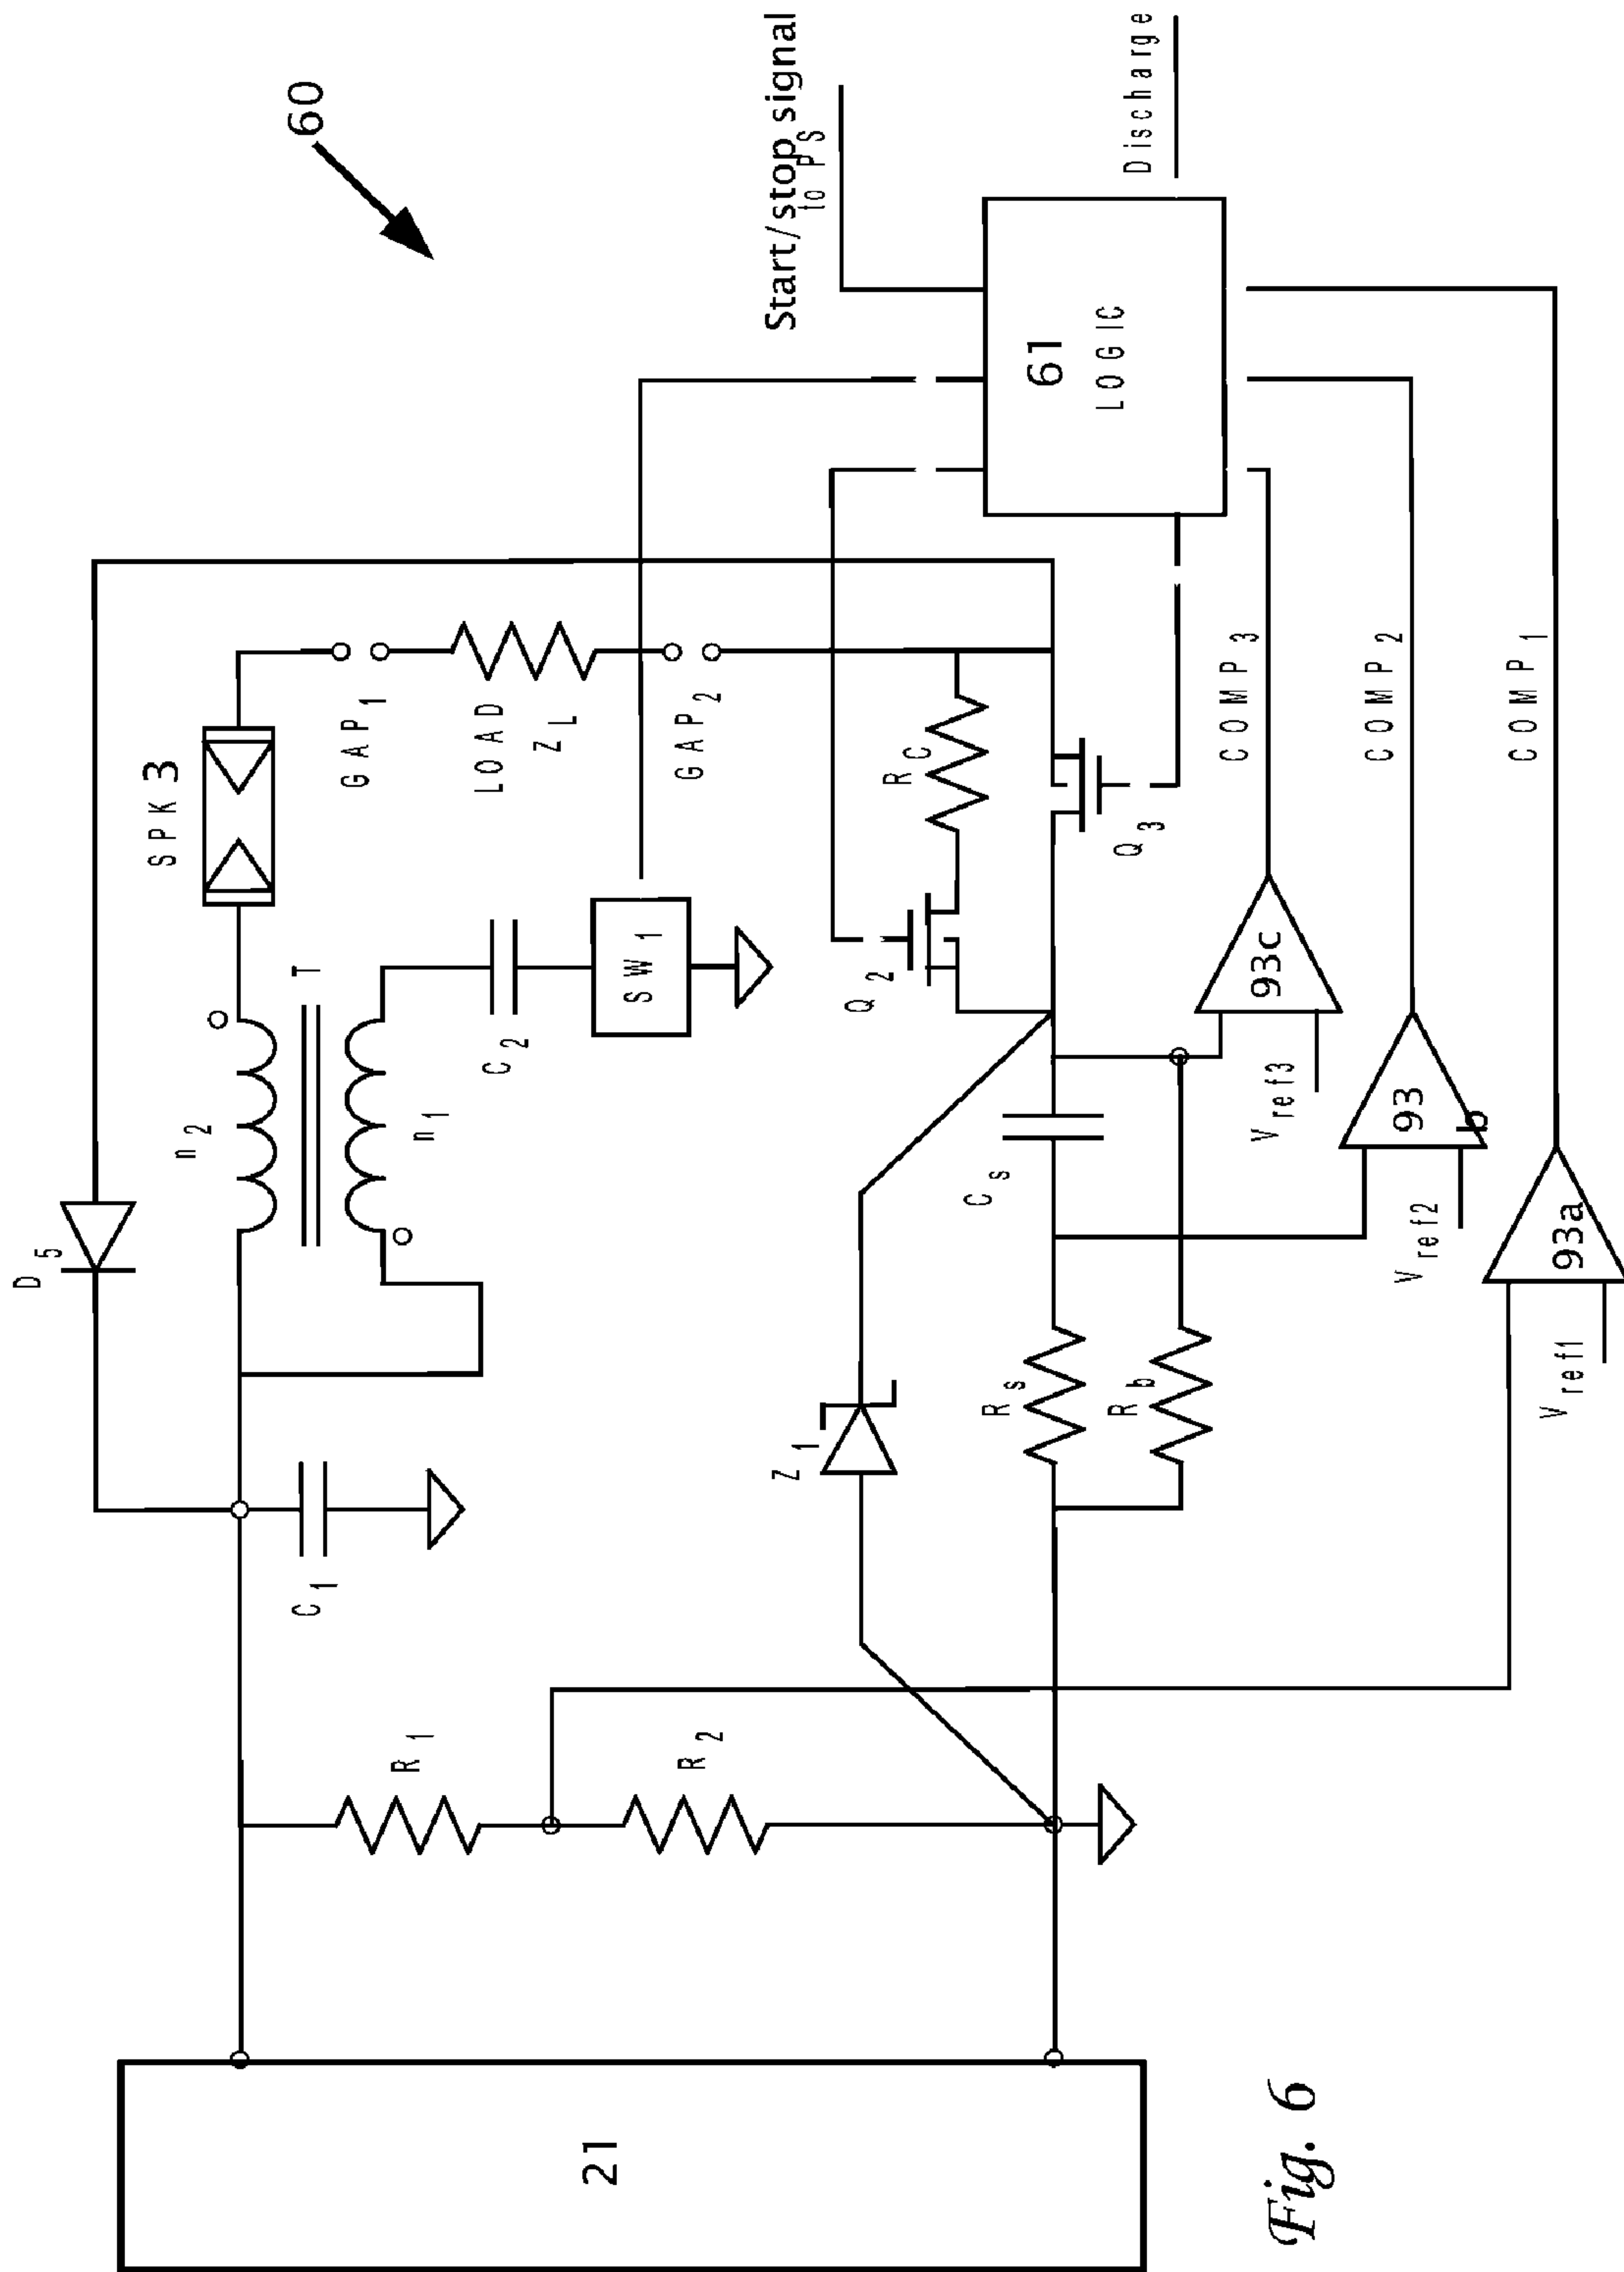 60
Start/stop signal
to PS
Discharge
61
LOGIC
SPK 3
GAP1
LOAD
ZL
GAP2
RC
Q2
Q3
D5
n2
T
n1
C2
SW1
C1
Z1
Cs
Rs
Rb
R1
R2
93c
Vref3
COMP3
93
b
Vref2
COMP2
93a
Vref1
COMP1
21
Fig. 6